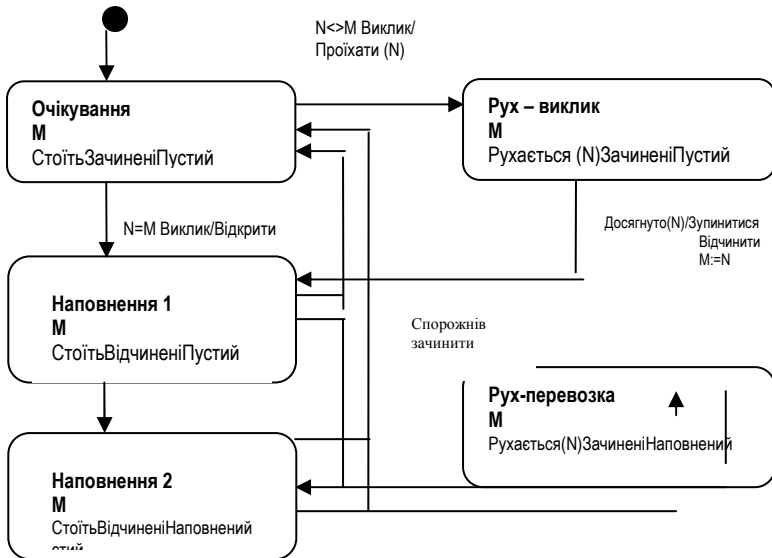 N<>M Виклик/
Проїхати (N)
Очікування
М
СтоїтьЗачиненіПустий
Рух – виклик
М
Рухається (N)ЗачиненіПустий
N=M Виклик/Відкрити
Досягнуто(N)/Зупинитися
Відчинити
M:=N
Наповнення 1
М
СтоїтьВідчиненіПустий
Спорожнів
зачинити
Рух-перевозка
М
Рухається(N)ЗачиненіНаповнений
Наповнення 2
М
СтоїтьВідчиненіНаповнений
стий